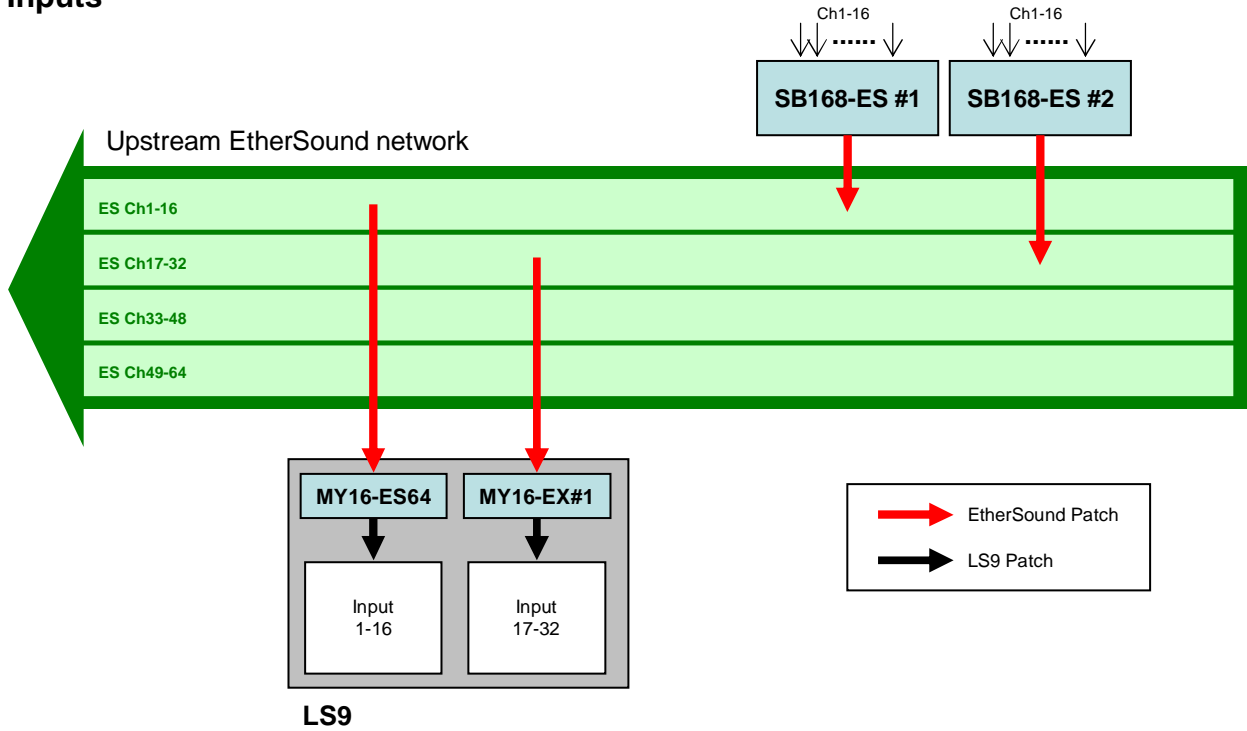 Inputs
Ch1-16
Ch1-16
SB168-ES #1
SB168-ES #2
Upstream EtherSound network
ES Ch1-16
ES Ch17-32
ES Ch33-48
ES Ch49-64
MY16-ES64
MY16-EX#1
EtherSound Patch
LS9 Patch
Input
1-16
Input
17-32
LS9